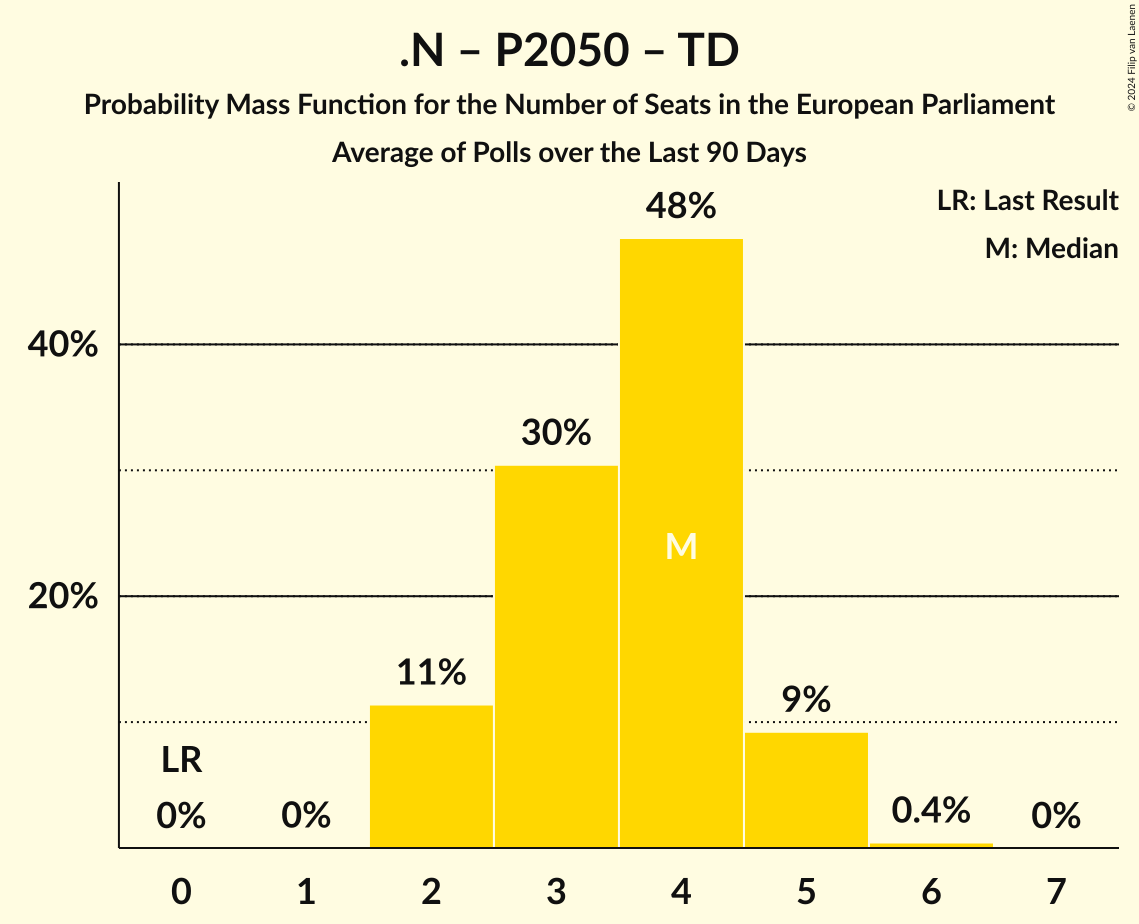 .N – P2050 – TD
Probability Mass Function for the Number of Seats in the European Parliament
Average of Polls over the Last 90 Days
© 2024 Filip van Laenen
LR: Last Result
M: Median
48%
40%
30%
M
20%
11%
9%
LR
0%
0%
0.4%
0%
0 1 2 3 4 5 6 7